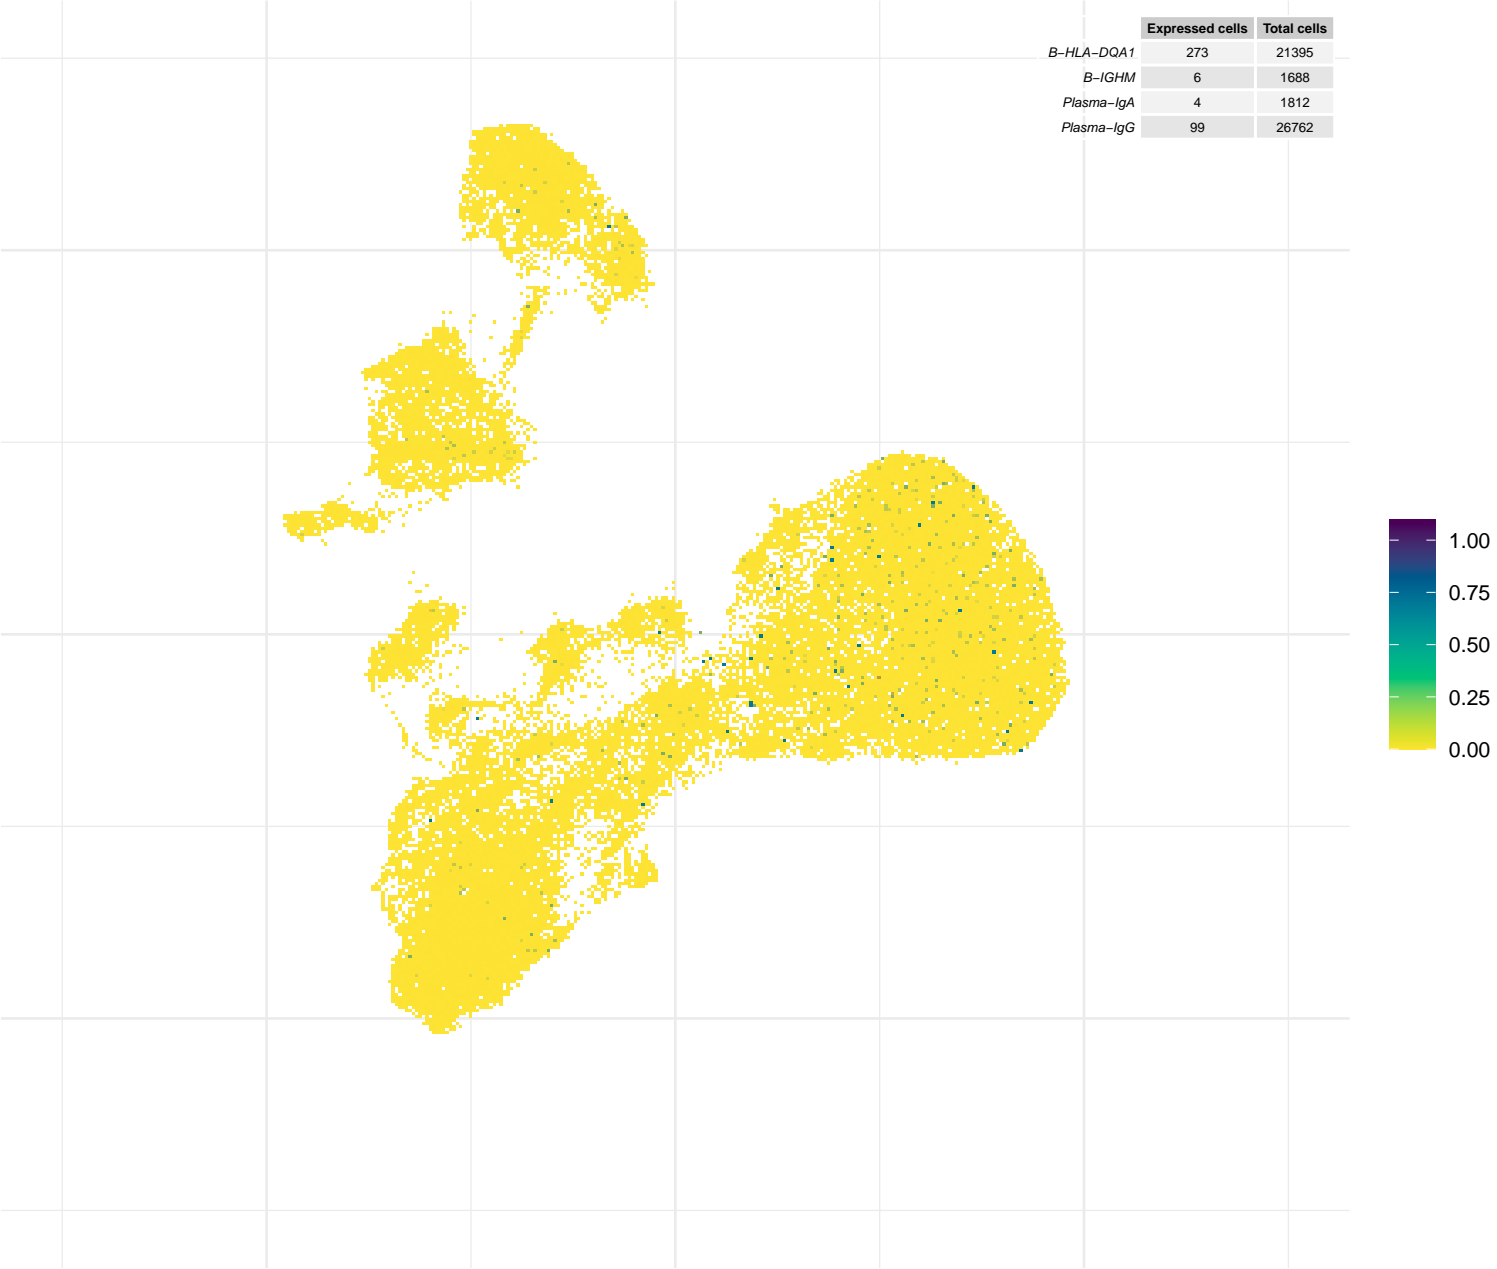 Expressed cells Total cells
B−HLA−DQA1 273 21395
B−IGHM 6 1688
Plasma−IgA 4 1812
Plasma−IgG 99 26762
1.00
0.75
0.50
0.25
0.00